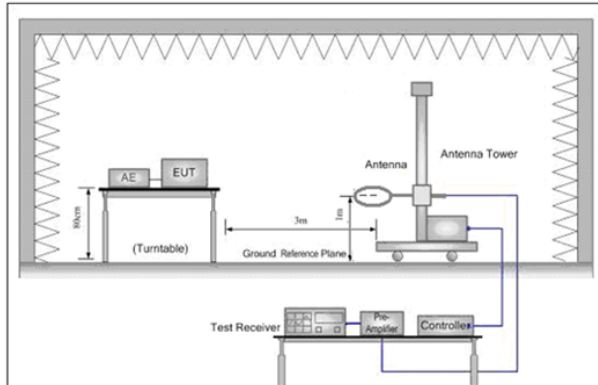 Antenna Tower
Antenna
AE
EUT
80cm
(Turntable)
3m
1m
Ground Reference Plane
Test Receiver
Pre-
Amplifier
Controller